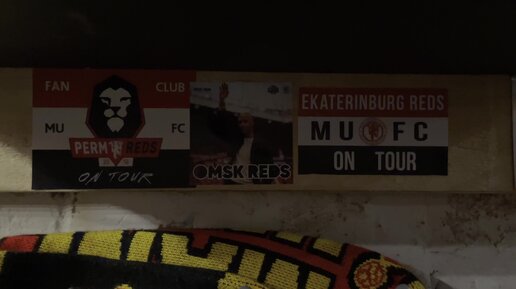 FAN CLUB
MU FC
PERM REDS
ON TOUR
OMSK REDS
EKATERINBURG REDS
MU FC
ON TOUR